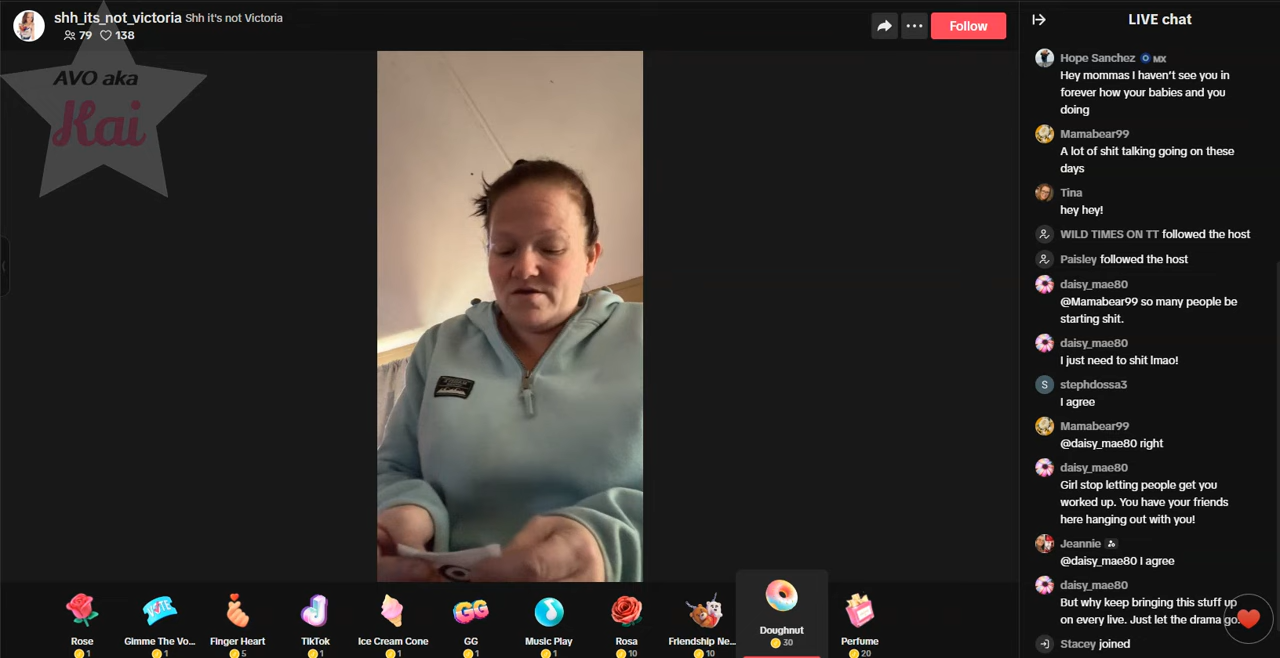 shh_its_not_victoria Shh it's not Victoria
79 138
Follow
AVO aka
Kai
LIVE chat
Hope Sanchez MX
Hey mommas I haven't see you in
forever how your babies and you
doing
Mamabear99
A lot of shit talking going on these
days
Tina
hey hey!
WILD TIMES ON TT followed the host
Paisley followed the host
daisy_mae80
@Mamabear99 so many people be
starting shit.
daisy_mae80
I just need to shit lmao!
S stephdossa3
I agree
Mamabear99
@daisy_mae80 right
daisy_mae80
Girl stop letting people get you
worked up. You have your friends
here hanging out with you!
Jeannie
@daisy_mae80 I agree
daisy_mae80
But why keep bringing this stuff up
on every live. Just let the drama go.
Stacey joined
GG
Rose
1
Gimme The Vo...
1
Finger Heart
5
TikTok
1
Ice Cream Cone
1
GG
1
Music Play
1
Rosa
10
Friendship Ne...
10
Doughnut
30
Perfume
20